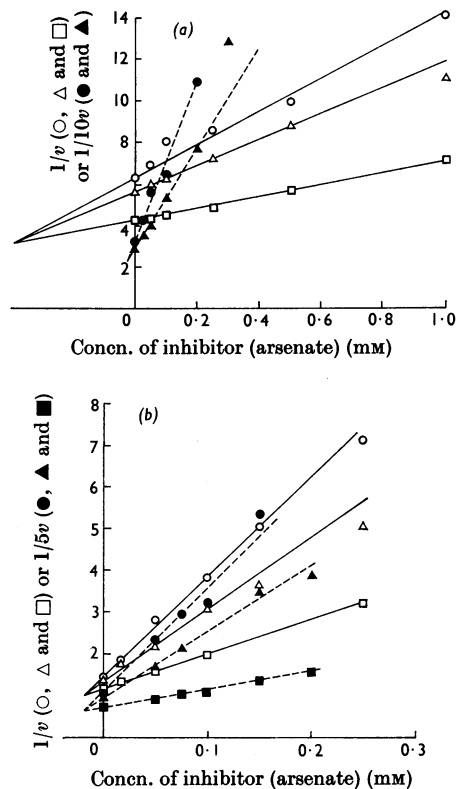 (a)
1/v (○, △ and □)
or 1/10v (● and ▲)
14
12
10
8
4
2
0 0·2 0·4 0·6 0·8 1·0
Concn. of inhibitor (arsenate) (mM)
(b)
1/v (○, △ and □) or 1/5v (●, ▲ and ■)
8
7
6
5
4
3
2
0 0·1 0·2 0·3
Concn. of inhibitor (arsenate) (mM)